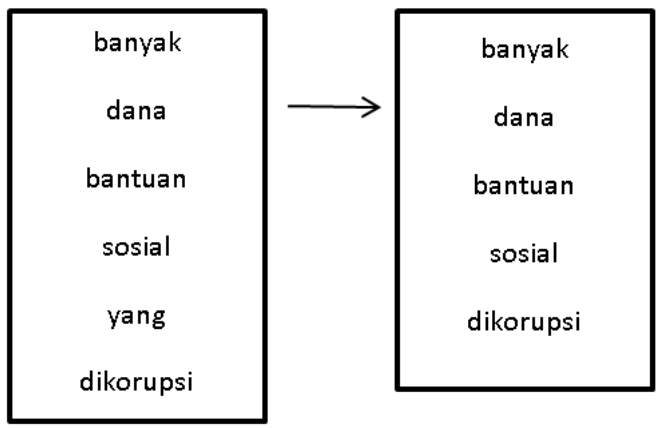 banyak
dana
bantuan
sosial
yang
dikorupsi
banyak
dana
bantuan
sosial
dikorupsi